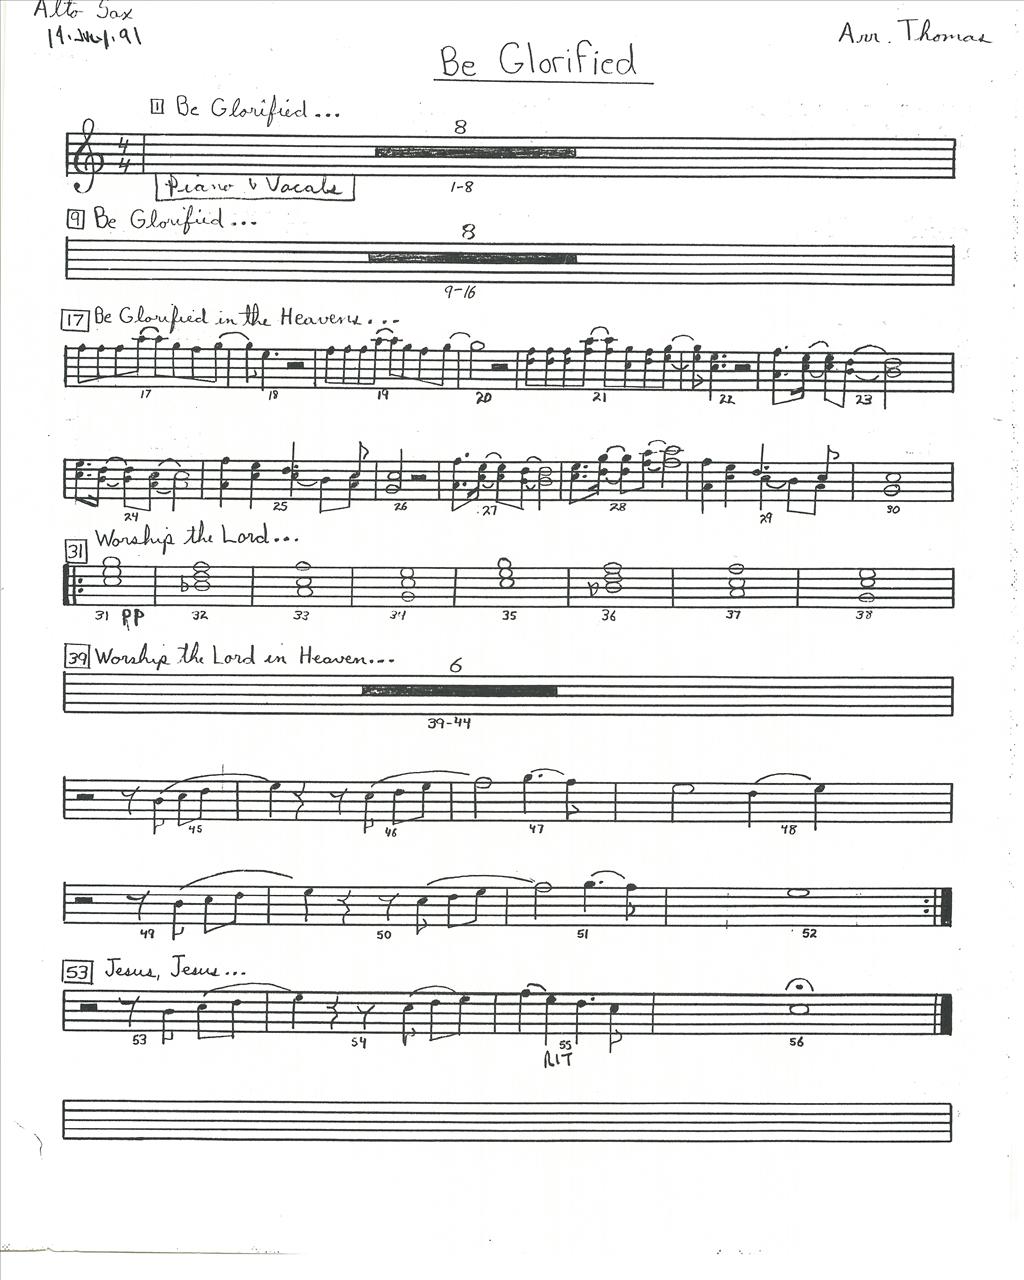 Alto Sax
Arr. Thomas
Be Glorified
1 Be Glorified...
8
4
4
Piano & Vocals
1-8
9 Be Glorified...
8
9-16
17 Be Glorified in the Heavens...
17 18 19 20 21 22 23
24 25 26 27 28 29 30
31 Worship the Lord...
31 PP 32 33 34 35 36 37 38
39 Worship the Lord in Heaven...
6
39-44
45 46 47 48
49 50 51 52
53 Jesus, Jesus...
53 54 55 56
RIT